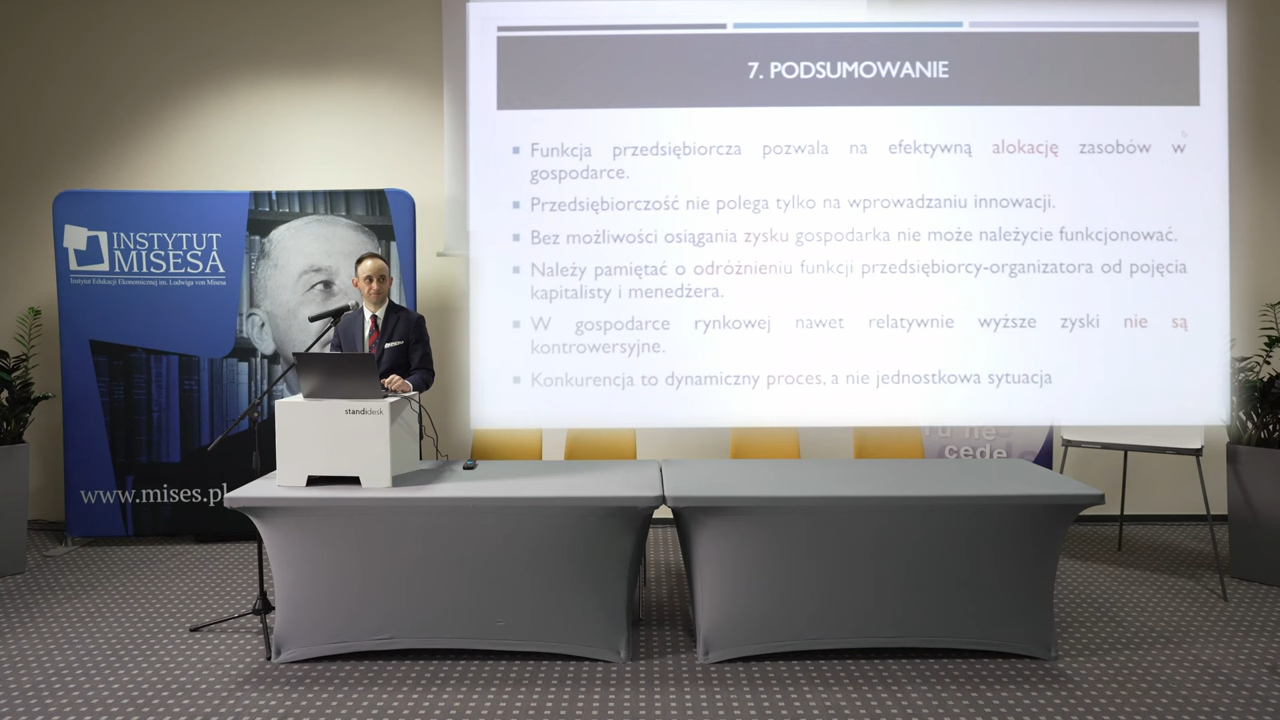 7. PODSUMOWANIE
▪ Funkcja przedsiębiorcza pozwala na efektywną alokację zasobów w
gospodarce.
▪ Przedsiębiorczość nie polega tylko na wprowadzaniu innowacji.
▪ Bez możliwości osiągania zysku gospodarka nie może należycie funkcjonować.
▪ Należy pamiętać o odróżnieniu funkcji przedsiębiorcy-organizatora od pojęcia
kapitalisty i menedżera.
▪ W gospodarce rynkowej nawet relatywnie wyższe zyski nie są
kontrowersyjne.
▪ Konkurencja to dynamiczny proces, a nie jednostkowa sytuacja
INSTYTUT
MISESA
Instytut Edukacji Ekonomicznej im. Ludwiga von Misesa
www.mises.pl
standidesk
Tu ne
cede